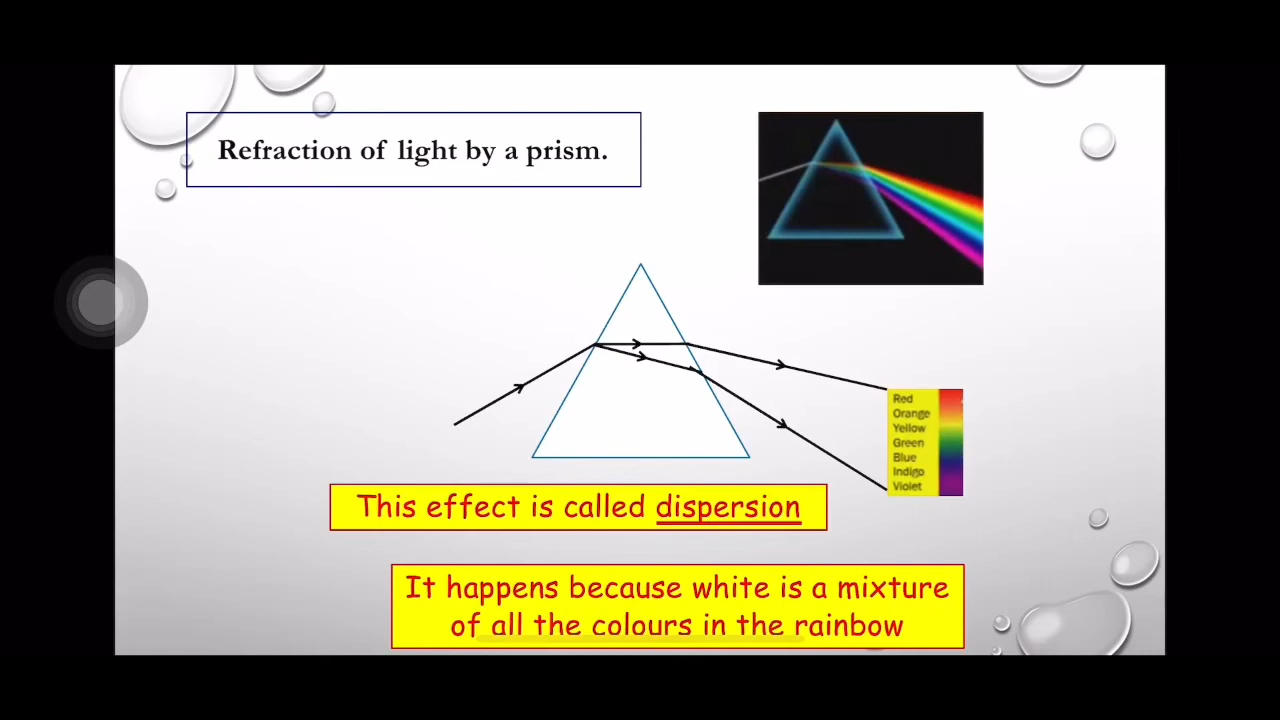 Refraction of light by a prism.
Red
Orange
Yellow
Green
Blue
Indigo
Violet
This effect is called dispersion
It happens because white is a mixture
of all the colours in the rainbow